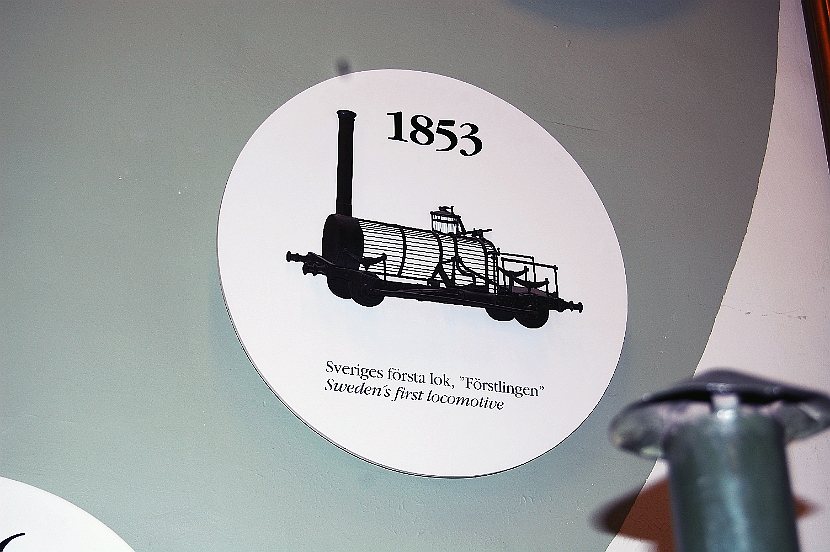 1853
Sveriges första lok, "Förstlingen"
Sweden's first locomotive